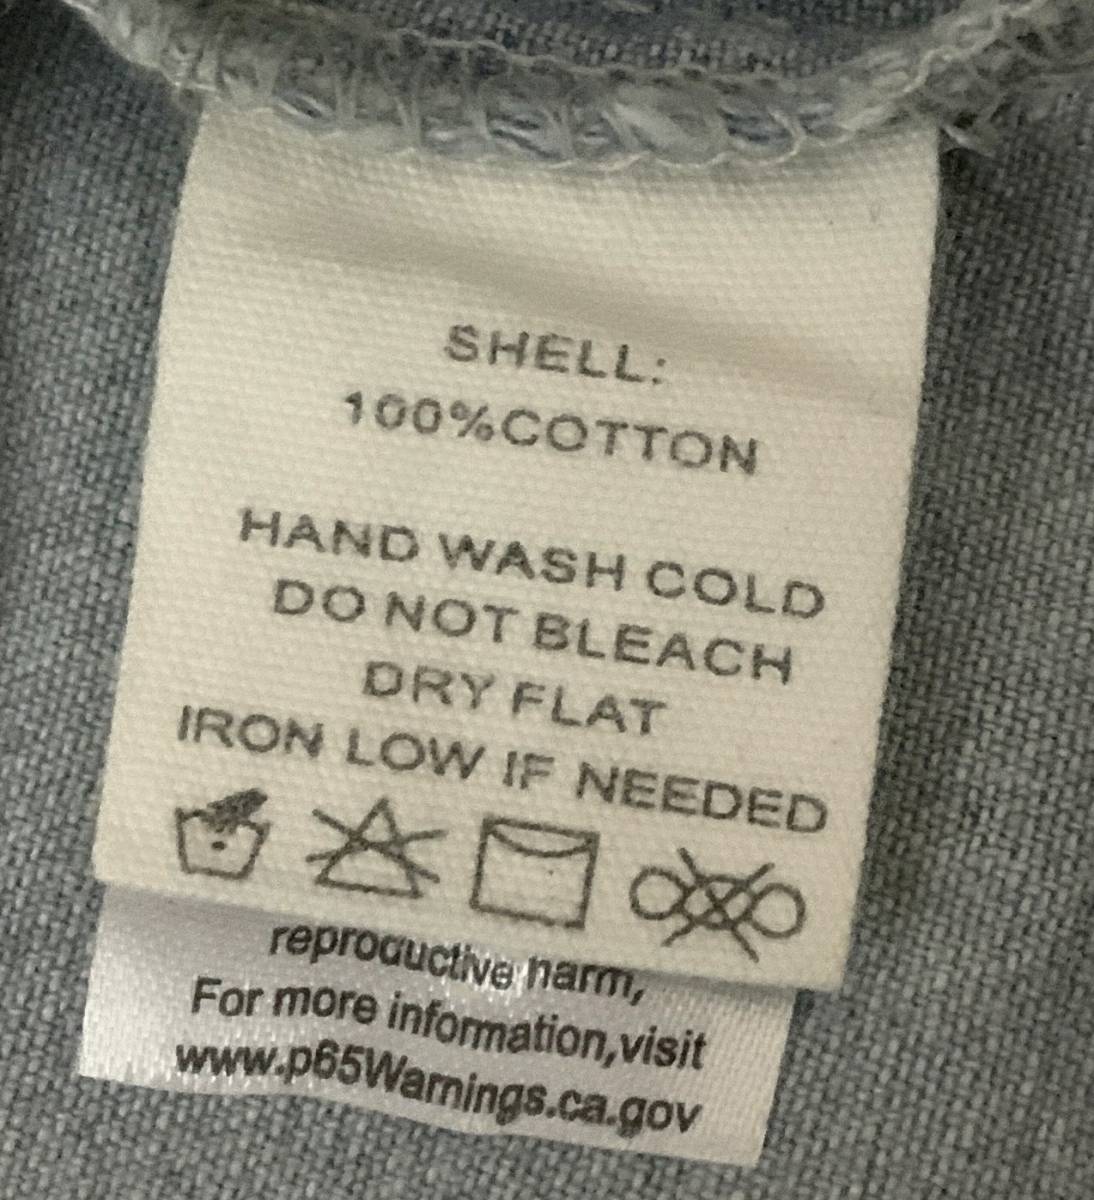 SHELL:
100%COTTON
HAND WASH COLD
DO NOT BLEACH
DRY FLAT
IRON LOW IF NEEDED
reproductive harm,
For more information,visit
www.p65Warnings.ca.gov